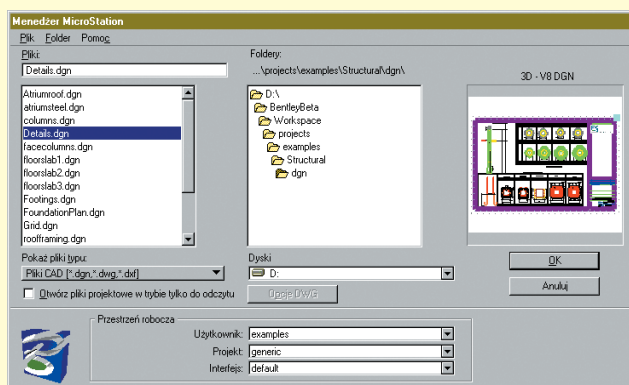 Menedżer MicroStation
Plik Folder Pomoc
Pliki:
Details.dgn
Atriumroof.dgn
atriumsteel.dgn
columns.dgn
Details.dgn
facecolumns.dgn
floorslab1.dgn
floorslab2.dgn
floorslab3.dgn
Footings.dgn
FoundationPlan.dgn
Grid.dgn
roofframing.dgn
Pokaż pliki typu:
Pliki CAD [*.dgn,*.dwg,*.dxf]
Otwórz pliki projektowe w trybie tylko do odczytu
Foldery:
...\projects\examples\Structural\dgn\
D:\
BentleyBeta
Workspace
projects
examples
Structural
dgn
Dyski
D:
Opcje DWG
3D - V8 DGN
OK
Anuluj
Przestrzeń robocza
Użytkownik: examples
Projekt: generic
Interfejs: default